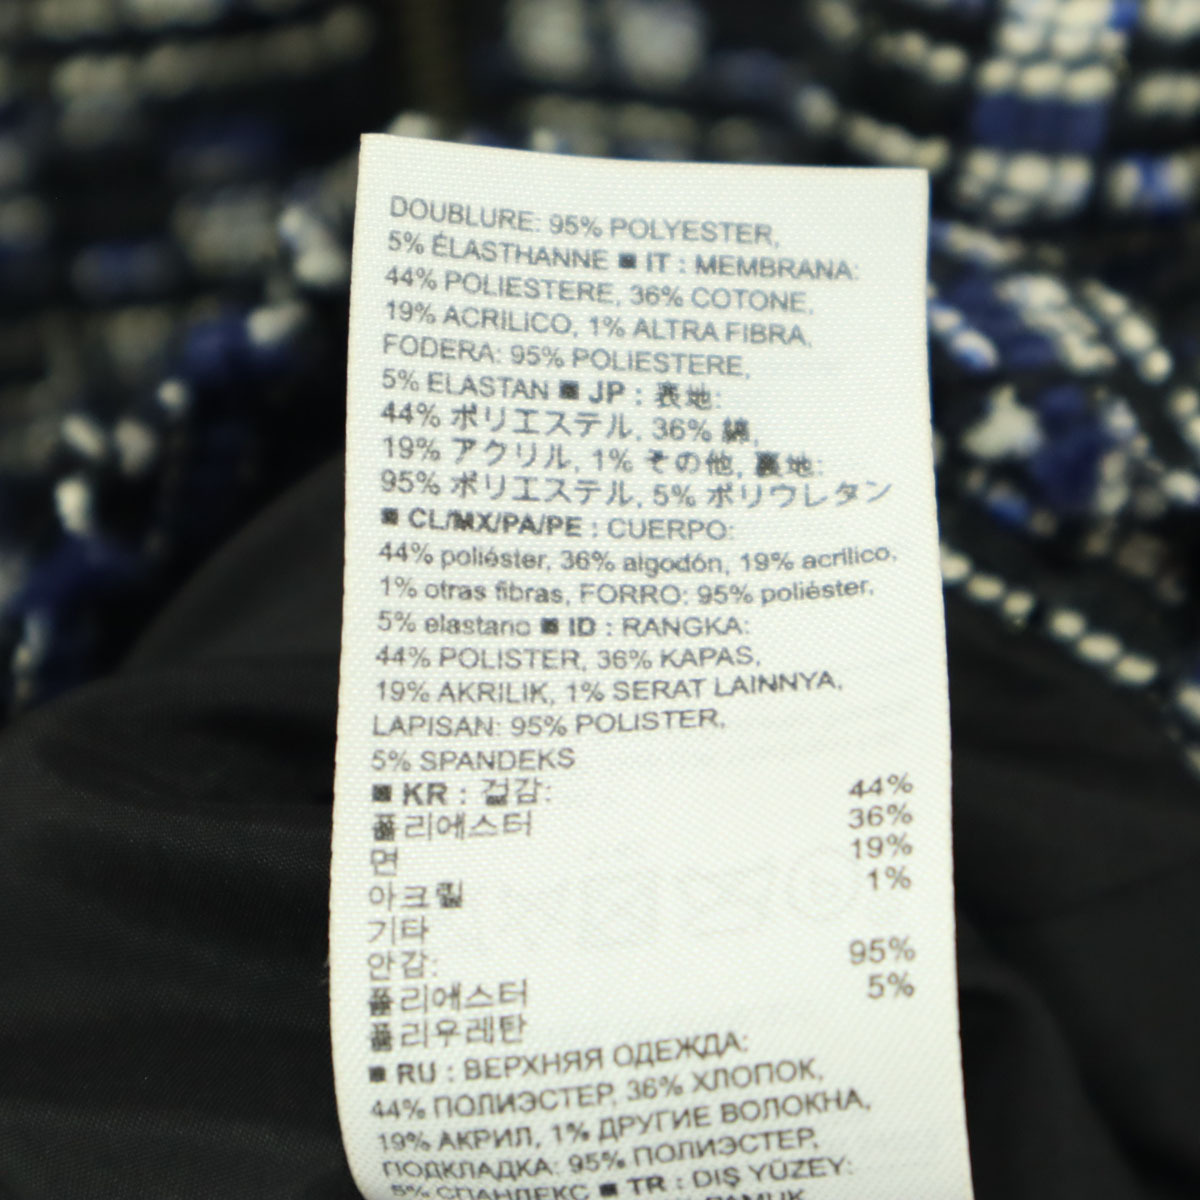 DOUBLURE: 95% POLYESTER,
5% ÉLASTHANNE ■ IT : MEMBRANA:
44% POLIESTERE, 36% COTONE,
19% ACRILICO, 1% ALTRA FIBRA,
FODERA: 95% POLIESTERE,
5% ELASTAN ■ JP : 表地:
44% ポリエステル, 36% 綿,
19% アクリル, 1% その他, 裏地:
95% ポリエステル, 5% ポリウレタン
■ CL/MX/PA/PE : CUERPO:
44% poliéster, 36% algodón, 19% acrílico,
1% otras fibras, FORRO: 95% poliéster,
5% elastano ■ ID : RANGKA:
44% POLISTER, 36% KAPAS,
19% AKRILIK, 1% SERAT LAINNYA,
LAPISAN: 95% POLISTER,
5% SPANDEKS
■ KR : 겉감: 44%
폴리에스터 36%
면 19%
아크릴 1%
기타
안감: 95%
폴리에스터 5%
폴리우레탄
■ RU : ВЕРХНЯЯ ОДЕЖДА:
44% ПОЛИЭСТЕР, 36% ХЛОПОК,
19% АКРИЛ, 1% ДРУГИЕ ВОЛОКНА,
ПОДКЛАДКА: 95% ПОЛИЭСТЕР,
5% СПАНДЕКС ■ TR : DIŞ YÜZEY:
PAMUK